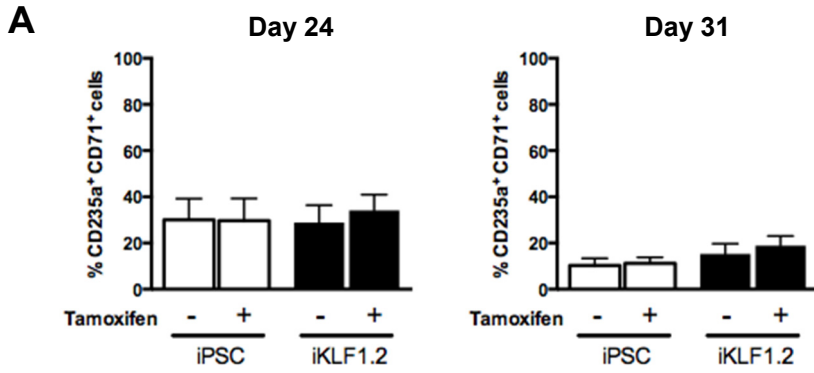 A
Day 24
% CD235a⁺ CD71⁺ cells
100
80
60
40
20
0
Tamoxifen - + - +
iPSC iKLF1.2
Day 31
% CD235a⁺ CD71⁺ cells
100
80
60
40
20
0
Tamoxifen - + - +
iPSC iKLF1.2